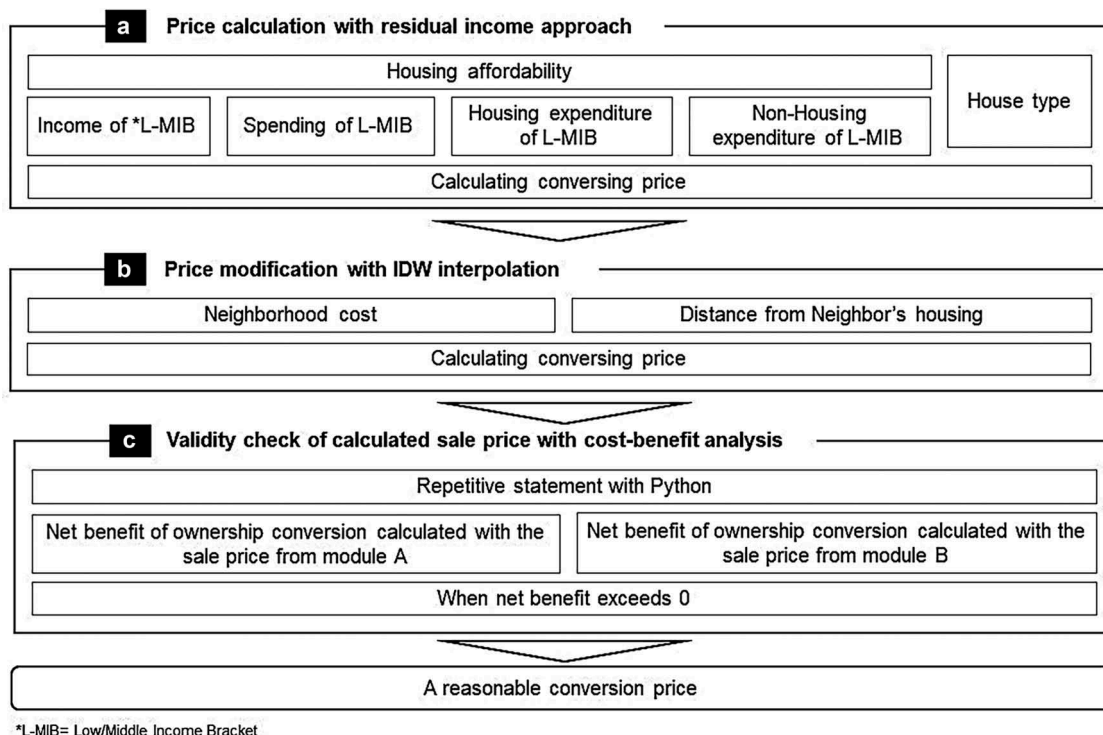 a Price calculation with residual income approach
Housing affordability
House type
Income of *L-MIB
Spending of L-MIB
Housing expenditure
of L-MIB
Non-Housing
expenditure of L-MIB
Calculating conversing price
b Price modification with IDW interpolation
Neighborhood cost
Distance from Neighbor's housing
Calculating conversing price
c Validity check of calculated sale price with cost-benefit analysis
Repetitive statement with Python
Net benefit of ownership conversion calculated with the
sale price from module A
Net benefit of ownership conversion calculated with the
sale price from module B
When net benefit exceeds 0
A reasonable conversion price
*L-MIB= Low/Middle Income Bracket